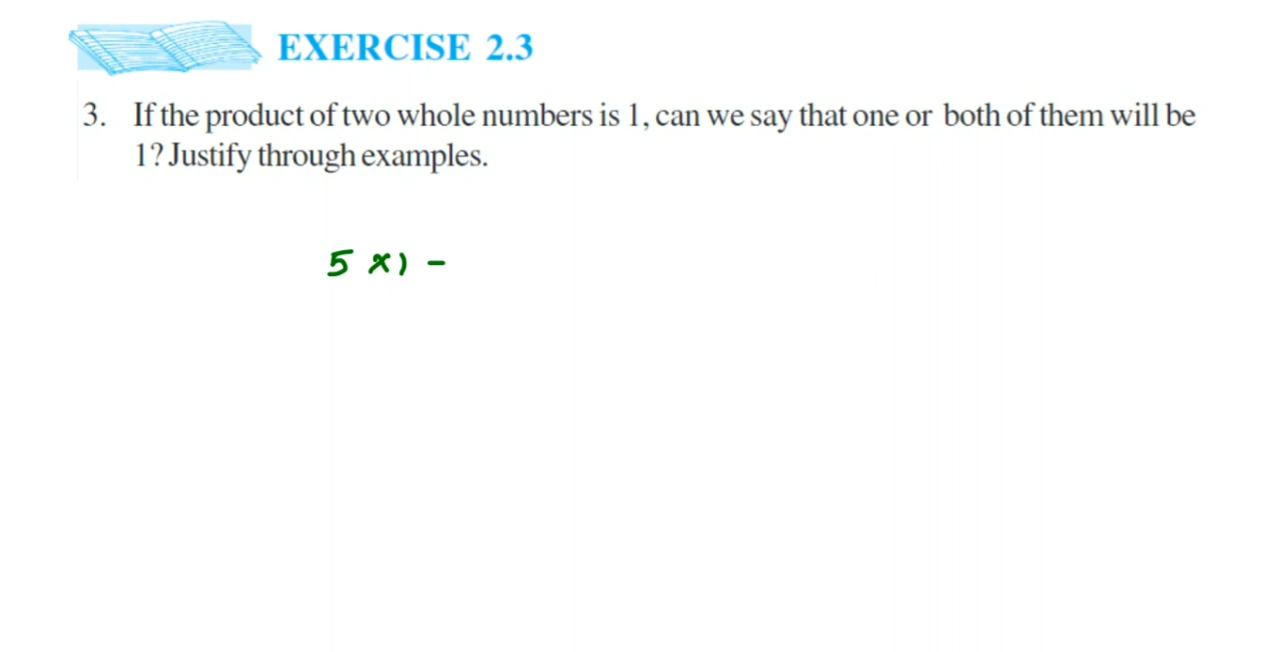 EXERCISE 2.3
3. If the product of two whole numbers is 1, can we say that one or both of them will be
1? Justify through examples.
5 × 1 -